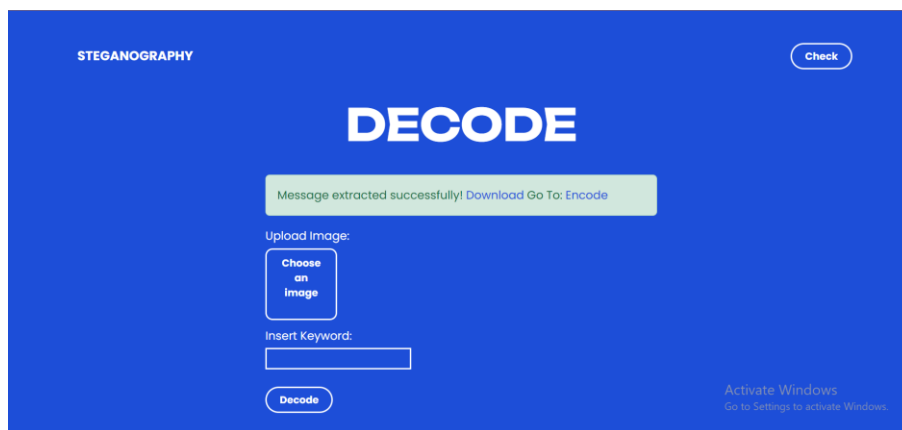 STEGANOGRAPHY
Check
DECODE
Message extracted successfully! Download Go To: Encode
Upload Image:
Choose
an
image
Insert Keyword:
Decode
Activate Windows
Go to Settings to activate Windows.